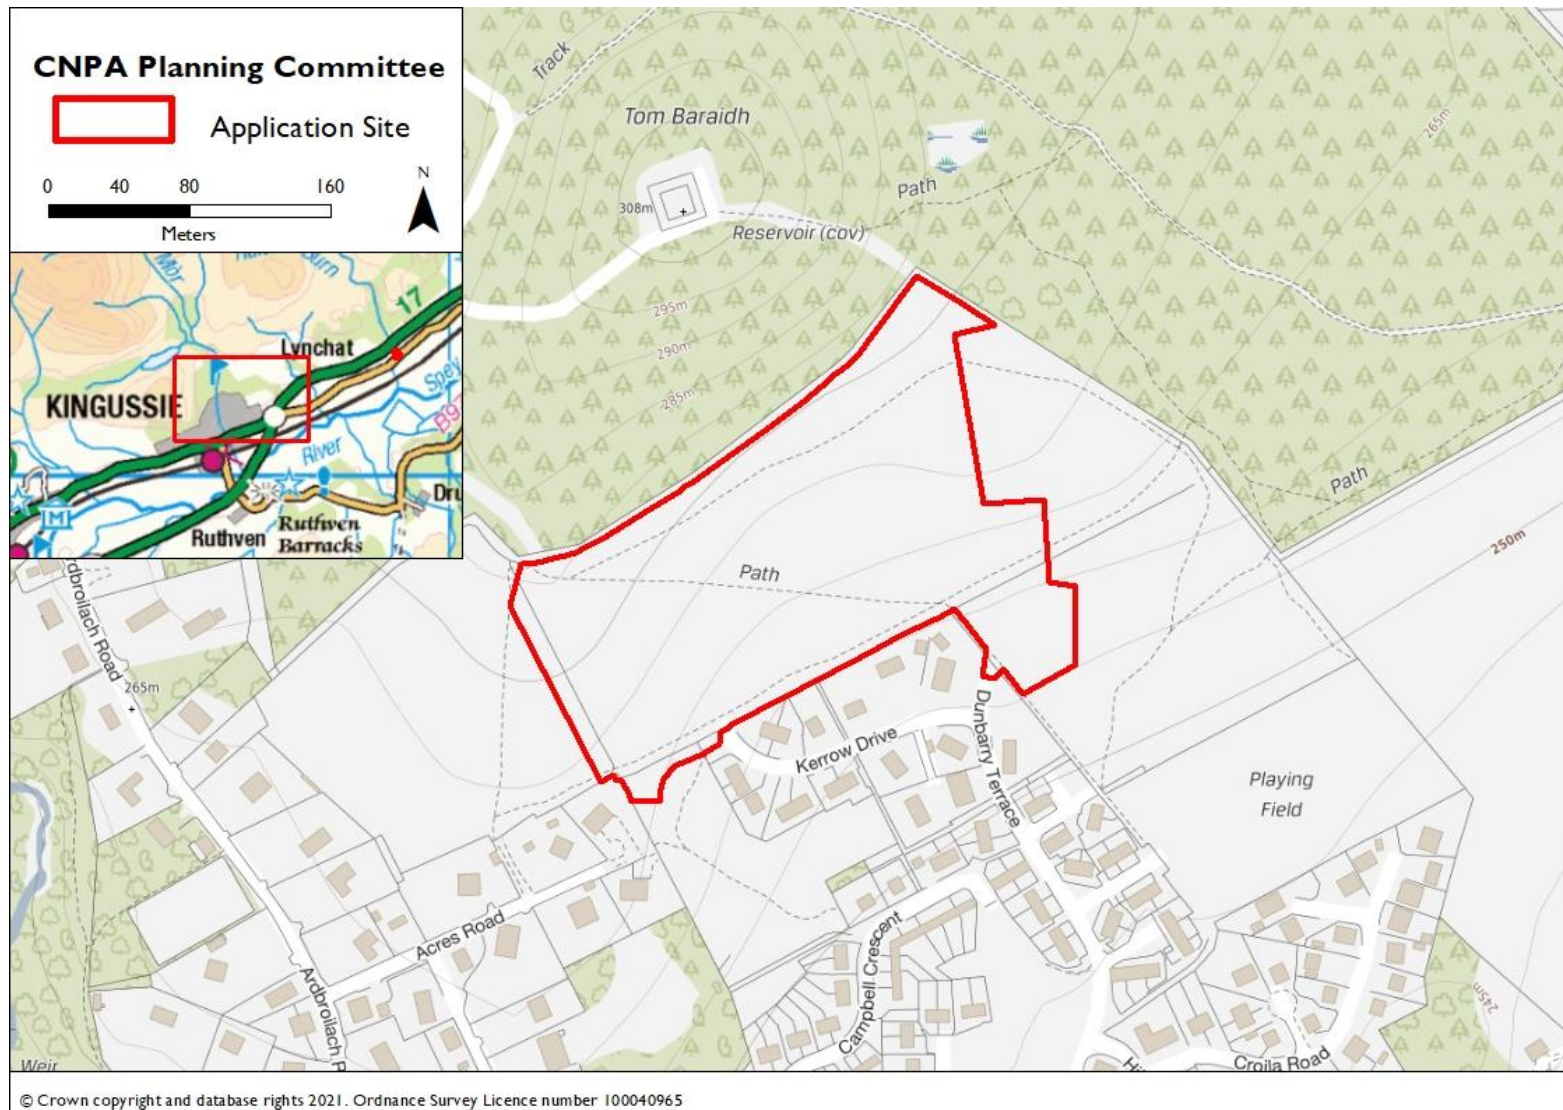 CNPA Planning Committee
Application Site
0 40 80 160
Meters
N
17
Mór
Lynchat
KINGUSSIE
Spey
River
Ruthven
Ruthven
Barracks
M
Track
Tom Baraidh
308m
Reservoir (cov)
Path
265m
295m
290m
285m
Path
Path
250m
Ardbroilach Road
265m
Kerrow Drive
Dunbarry Terrace
Playing
Field
Acres Road
Campbell Crescent
Ardbroilach R
245m
Croila Road
Weir
© Crown copyright and database rights 2021. Ordnance Survey Licence number 100040965